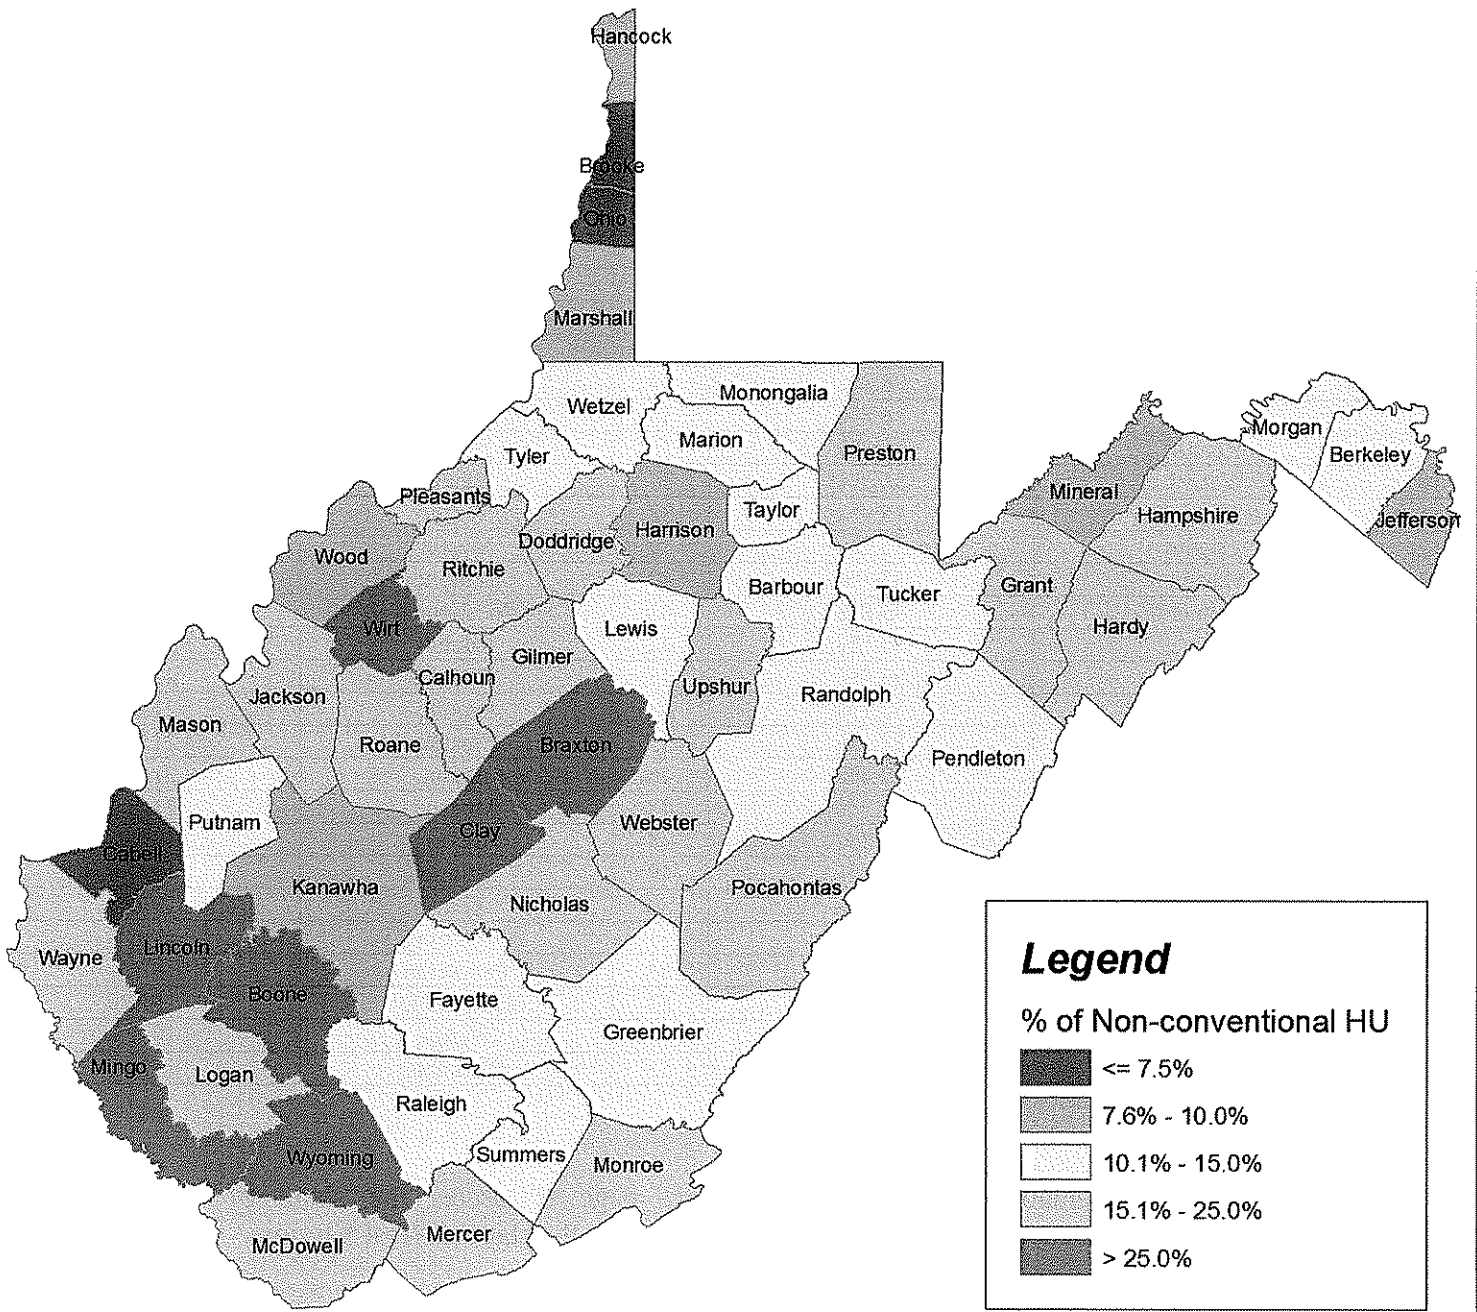 Hancock
Brooke
Ohio
Marshall
Wetzel
Monongalia
Marion
Tyler
Preston
Morgan
Berkeley
Pleasants
Mineral
Taylor
Hampshire
Jefferson
Harrison
Doddridge
Wood
Ritchie
Barbour
Tucker
Grant
Wirt
Lewis
Hardy
Gilmer
Calhoun
Upshur
Jackson
Randolph
Mason
Roane
Braxton
Pendleton
Putnam
Clay
Webster
Cabell
Kanawha
Pocahontas
Nicholas
Lincoln
Wayne
Boone
Fayette
Greenbrier
Mingo
Logan
Raleigh
Wyoming
Summers
Monroe
McDowell
Mercer
Legend
% of Non-conventional HU
<= 7.5%
7.6% - 10.0%
10.1% - 15.0%
15.1% - 25.0%
> 25.0%